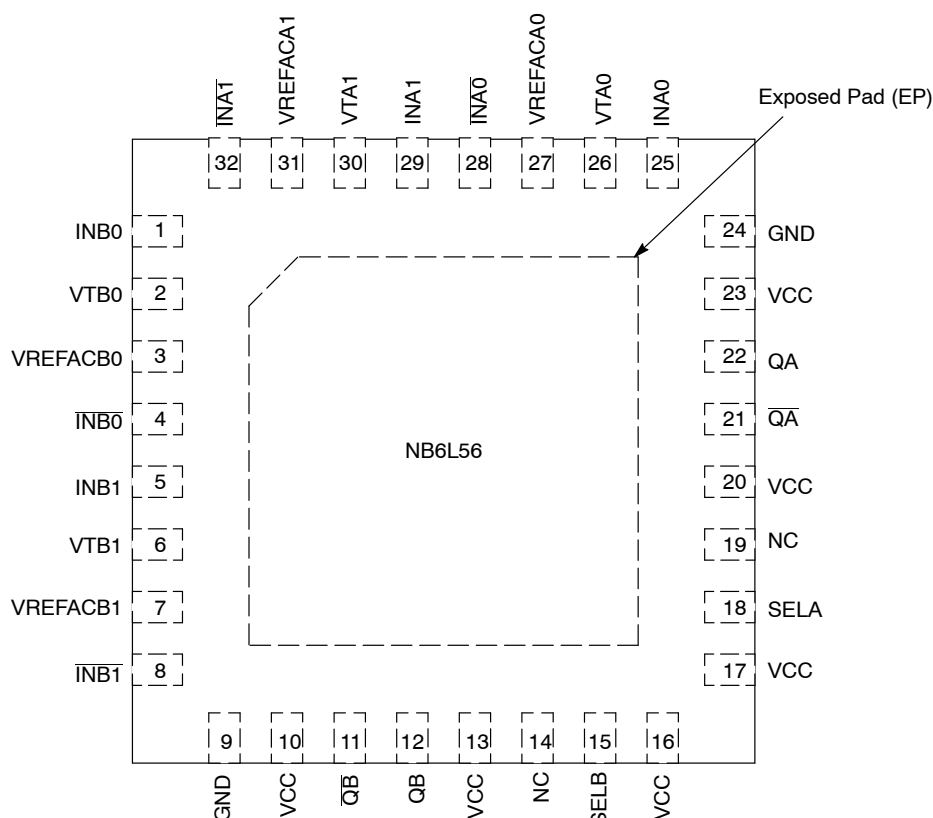 INA1
VREFACA1
VTA1
INA1
INA0
VREFACA0
VTA0
INA0
Exposed Pad (EP)
32 31 30 29 28 27 26 25
INB0 1
24 GND
VTB0 2
23 VCC
VREFACB0 3
22 QA
INB0 4
21 QA
NB6L56
INB1 5
20 VCC
VTB1 6
19 NC
VREFACB1 7
18 SELA
INB1 8
17 VCC
9 10 11 12 13 14 15 16
GND
VCC
QB
QB
VCC
NC
SELB
VCC